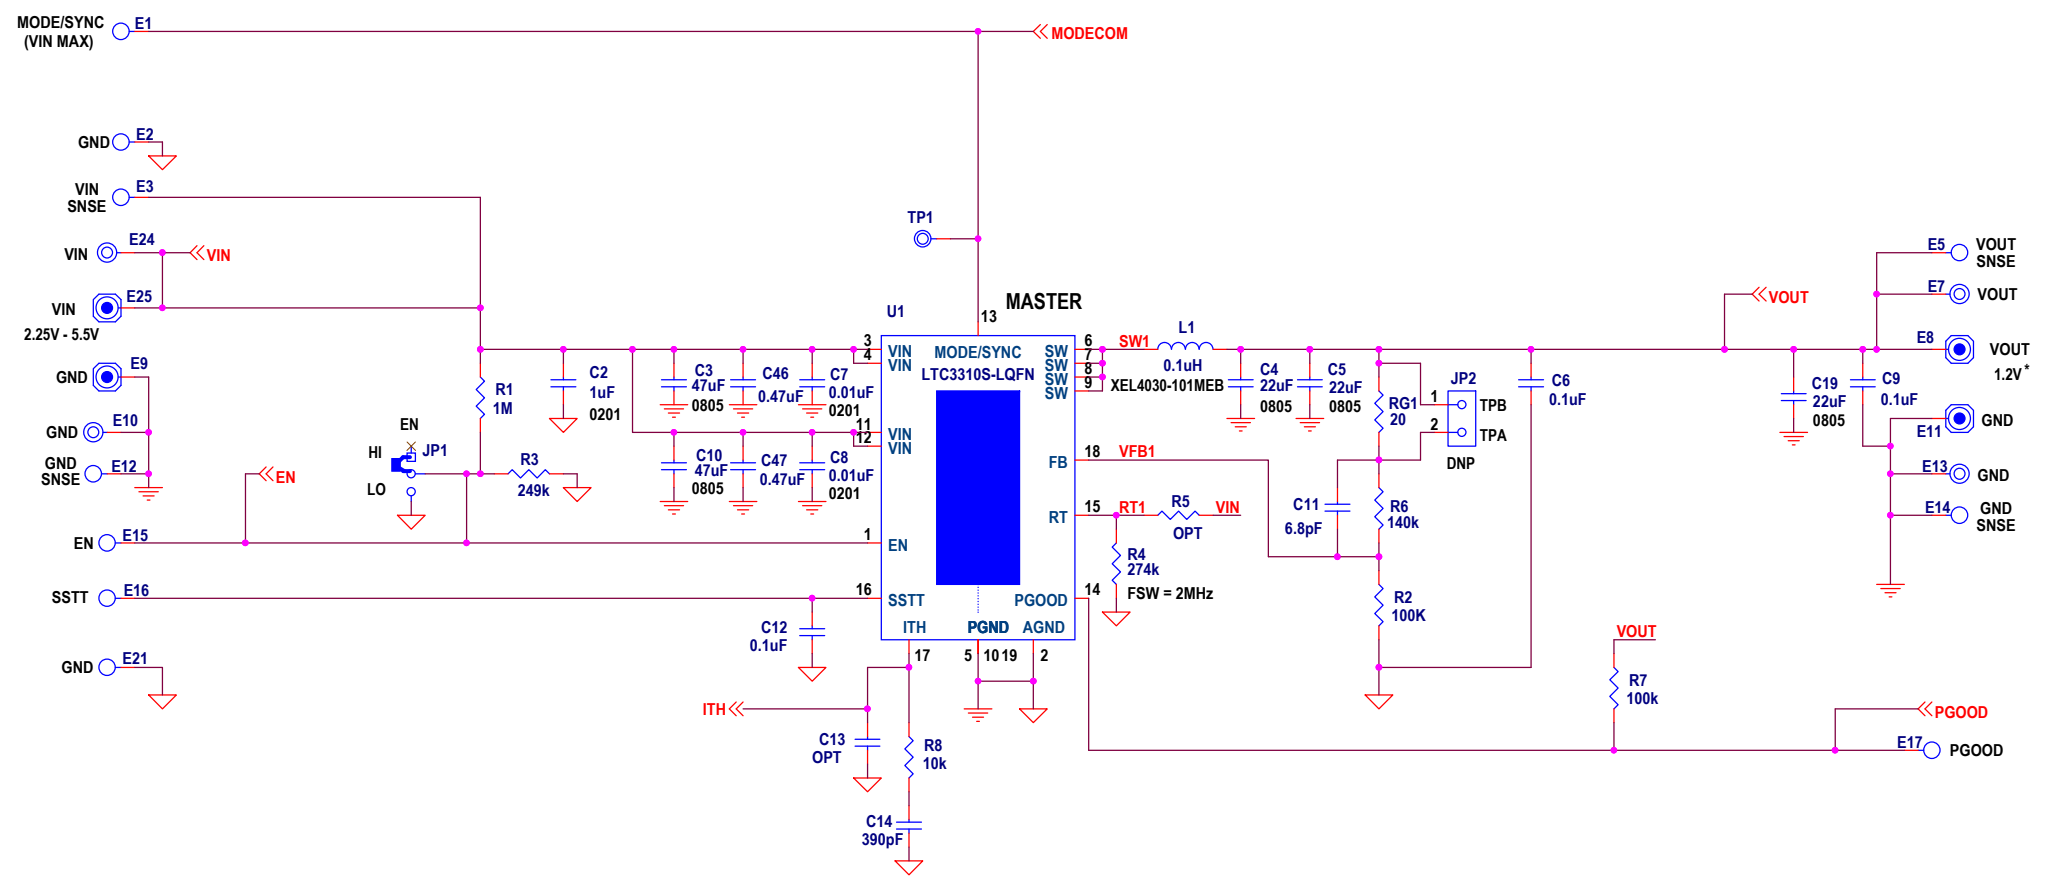 MODE/SYNC
(VIN MAX)
E1
MODECOM
GND
E2
VIN
SNSE
E3
TP1
VIN
E24
VIN
VIN
E25
2.25V - 5.5V
GND
E9
GND
E10
GND
SNSE
E12
EN
HI
JP1
LO
EN
EN
E15
SSTT
E16
GND
E21
R1
1M
R3
249k
C2
1uF
0201
C3
47uF
0805
C46
0.47uF
C7
0.01uF
0201
C10
47uF
0805
C47
0.47uF
C8
0.01uF
0201
C12
0.1uF
ITH
C13
OPT
R8
10k
C14
390pF
U1
MASTER
13
3
4
11
12
1
16
17
5
10
19
2
6
7
8
9
18
15
14
VIN
VIN
VIN
VIN
EN
SSTT
ITH
PGND
AGND
MODE/SYNC
LTC3310S-LQFN
SW
SW
SW
SW
FB
RT
PGOOD
SW1
L1
0.1uH
XEL4030-101MEB
C4
22uF
0805
C5
22uF
0805
RG1
20
JP2
1
TPB
2
TPA
DNP
C6
0.1uF
VFB1
C11
6.8pF
R6
140k
RT1
R5
OPT
VIN
R4
274k
FSW = 2MHz
R2
100K
VOUT
R7
100k
VOUT
C19
22uF
0805
C9
0.1uF
E5
VOUT
SNSE
E7
VOUT
E8
VOUT
1.2V*
E11
GND
E13
GND
E14
GND
SNSE
PGOOD
E17
PGOOD